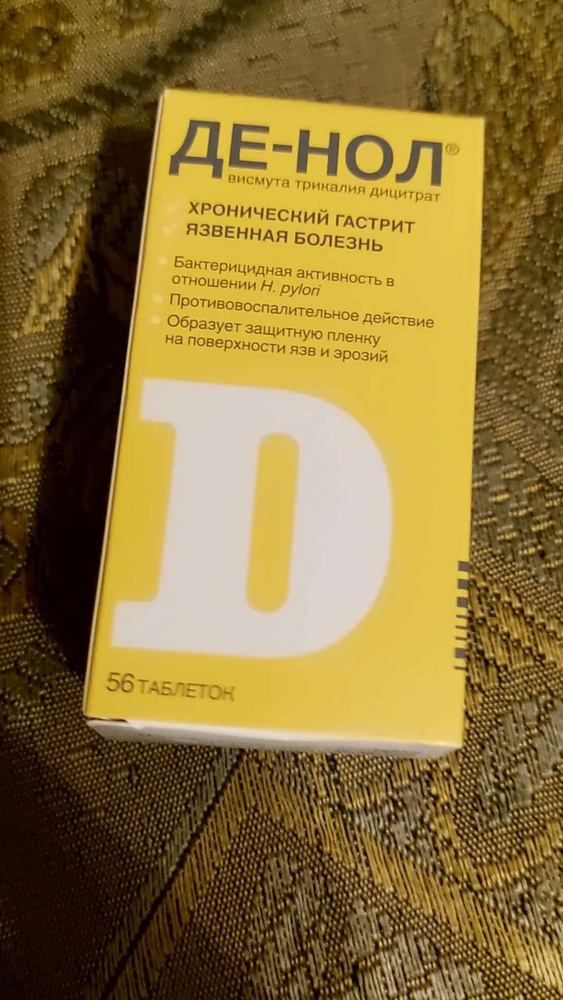 ДЕ-НОЛ®
висмута трикалия дицитрат
ХРОНИЧЕСКИЙ ГАСТРИТ
ЯЗВЕННАЯ БОЛЕЗНЬ
Бактерицидная активность в
отношении H. pylori
Противовоспалительное действие
Образует защитную пленку
на поверхности язв и эрозий
D
56 ТАБЛЕТОК